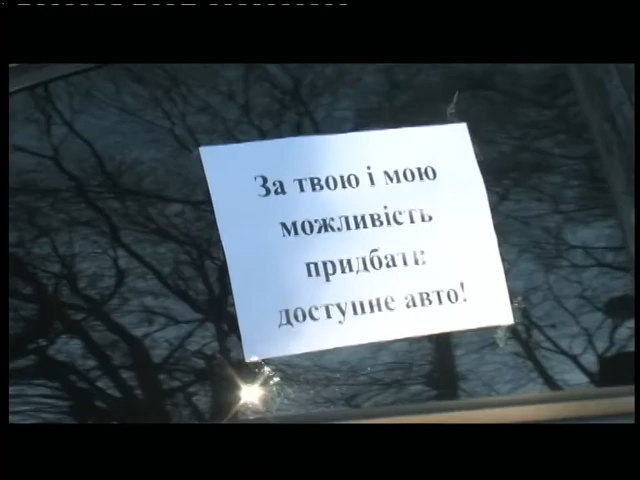 За твою і мою
можливість
придбати
доступне авто!